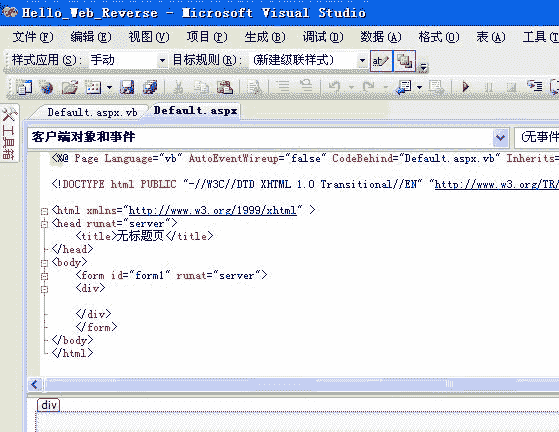 Hello_Web_Reverse - Microsoft Visual Studio
文件(F) 编辑(E) 视图(V) 项目(P) 生成(B) 调试(D) 数据(A) 格式(O) 表(A) 工具(T
样式应用(S): 手动 目标规则(R): (新建级联样式)
Default.aspx.vb Default.aspx
工具箱
客户端对象和事件 (无事件
<%@ Page Language="vb" AutoEventWireup="false" CodeBehind="Default.aspx.vb" Inherits=
<!DOCTYPE html PUBLIC "-//W3C//DTD XHTML 1.0 Transitional//EN" "http://www.w3.org/TR/
<html xmlns="http://www.w3.org/1999/xhtml" >
<head runat="server">
<title>无标题页</title>
</head>
<body>
<form id="form1" runat="server">
<div>
</div>
</form>
</body>
</html>
div